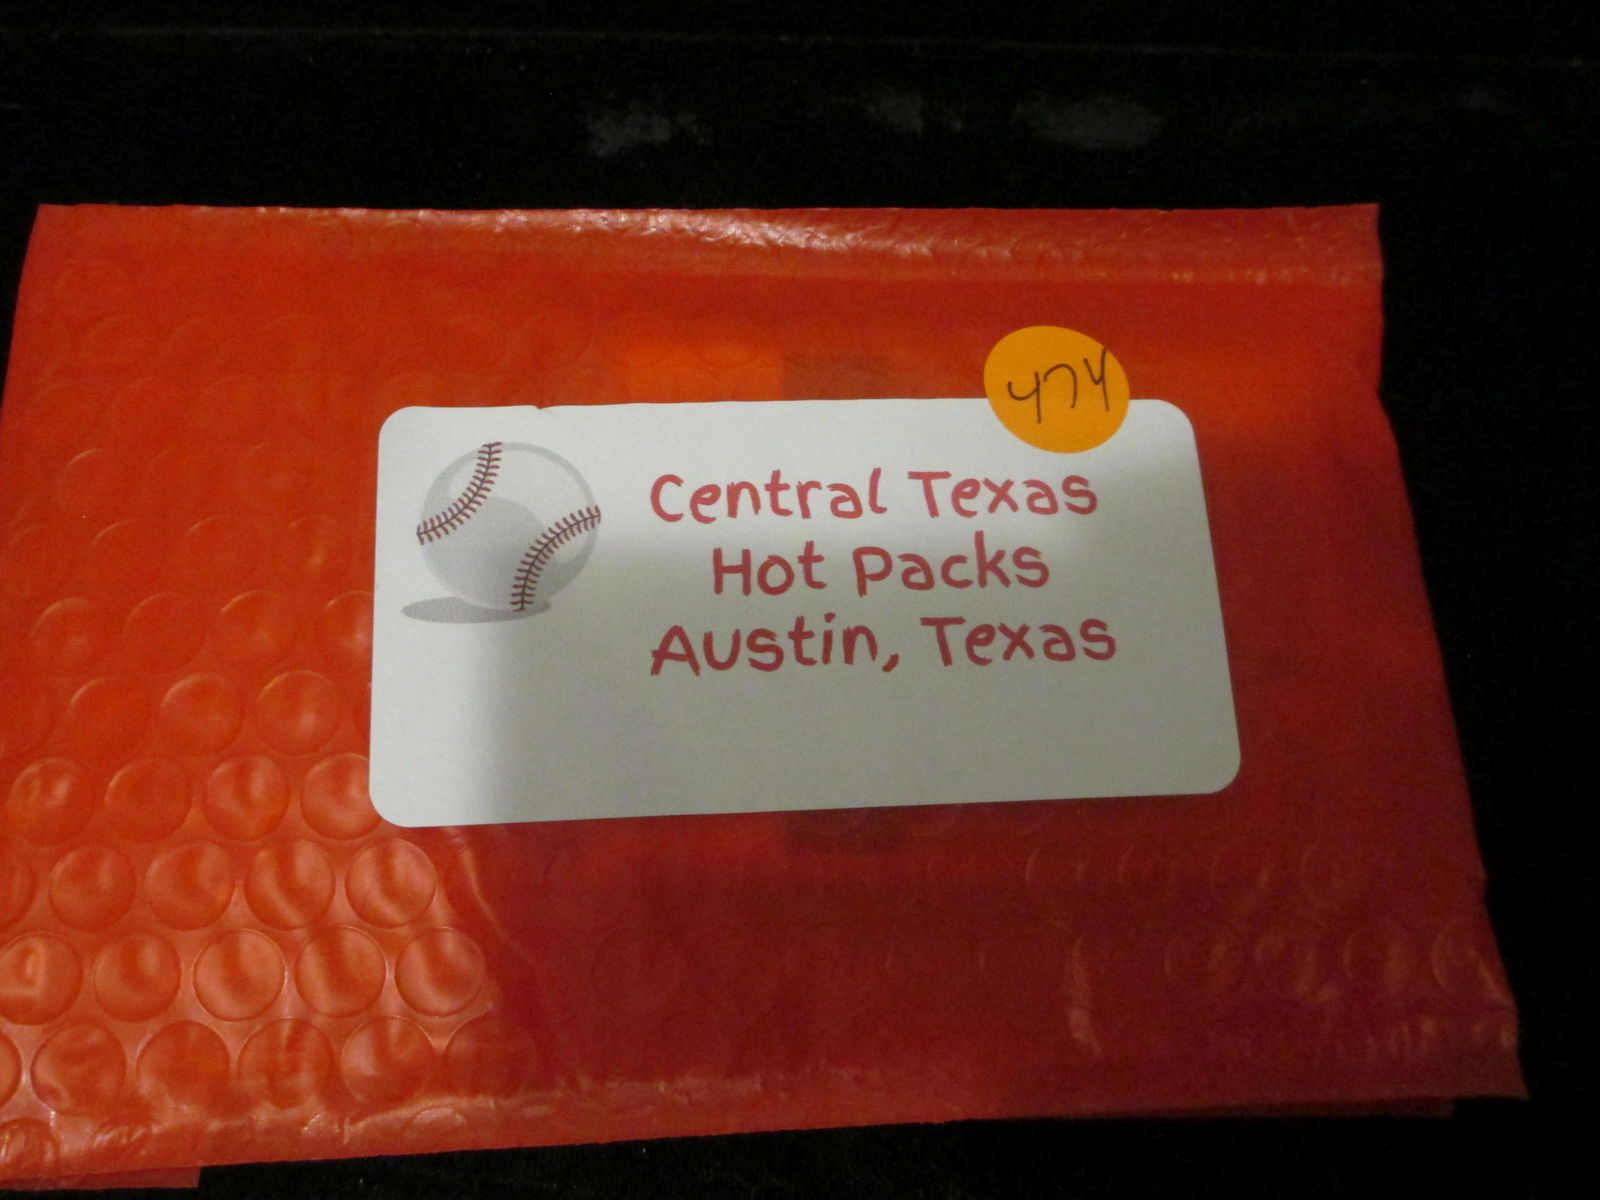 474
Central Texas
Hot Packs
Austin, Texas